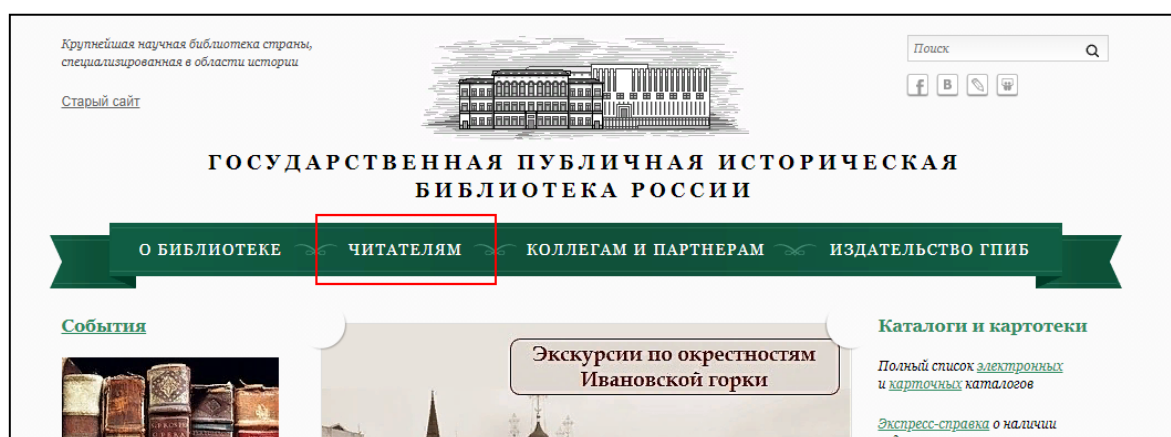 Крупнейшая научная библиотека страны,
специализированная в области истории
Старый сайт
Поиск
ГОСУДАРСТВЕННАЯ ПУБЛИЧНАЯ ИСТОРИЧЕСКАЯ
БИБЛИОТЕКА РОССИИ
О БИБЛИОТЕКЕ ЧИТАТЕЛЯМ КОЛЛЕГАМ И ПАРТНЕРАМ ИЗДАТЕЛЬСТВО ГПИБ
События
Экскурсии по окрестностям
Ивановской горки
Каталоги и картотеки
Полный список электронных
и карточных каталогов
Экспресс-справка о наличии